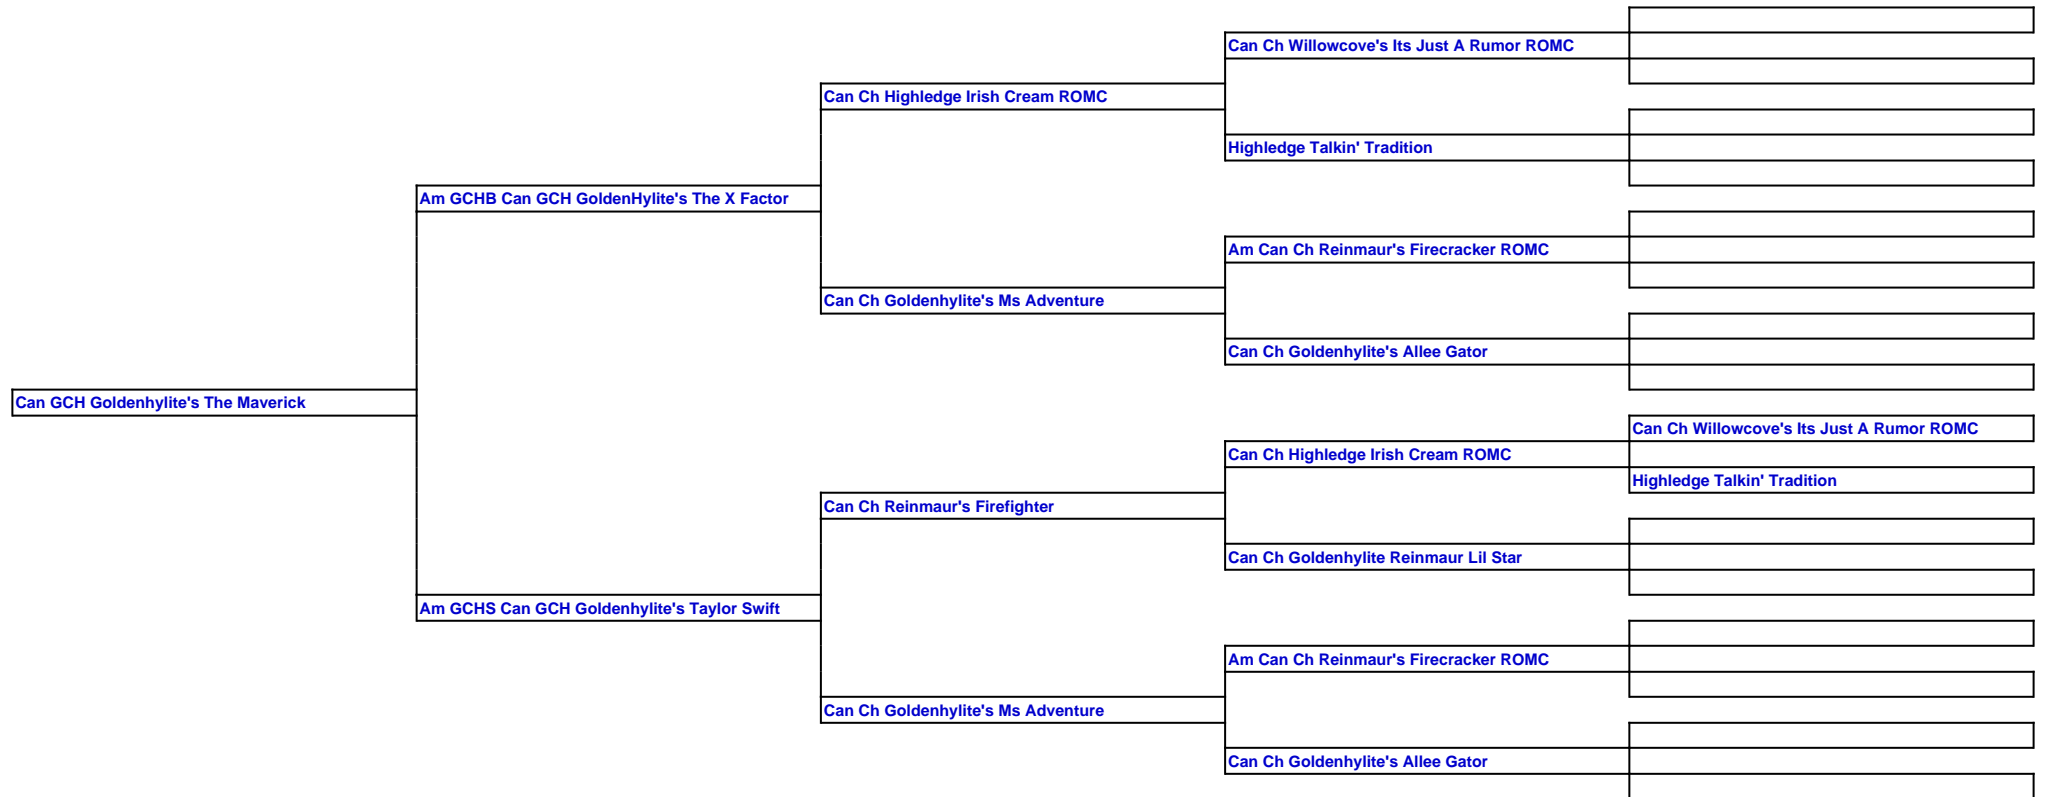 Can Ch Willowcove's Its Just A Rumor ROMC
Can Ch Highledge Irish Cream ROMC
Highledge Talkin' Tradition
Am GCHB Can GCH GoldenHylite's The X Factor
Am Can Ch Reinmaur's Firecracker ROMC
Can Ch Goldenhylite's Ms Adventure
Can Ch Goldenhylite's Allee Gator
Can GCH Goldenhylite's The Maverick
Can Ch Willowcove's Its Just A Rumor ROMC
Can Ch Highledge Irish Cream ROMC
Highledge Talkin' Tradition
Can Ch Reinmaur's Firefighter
Can Ch Goldenhylite Reinmaur Lil Star
Am GCHS Can GCH Goldenhylite's Taylor Swift
Am Can Ch Reinmaur's Firecracker ROMC
Can Ch Goldenhylite's Ms Adventure
Can Ch Goldenhylite's Allee Gator